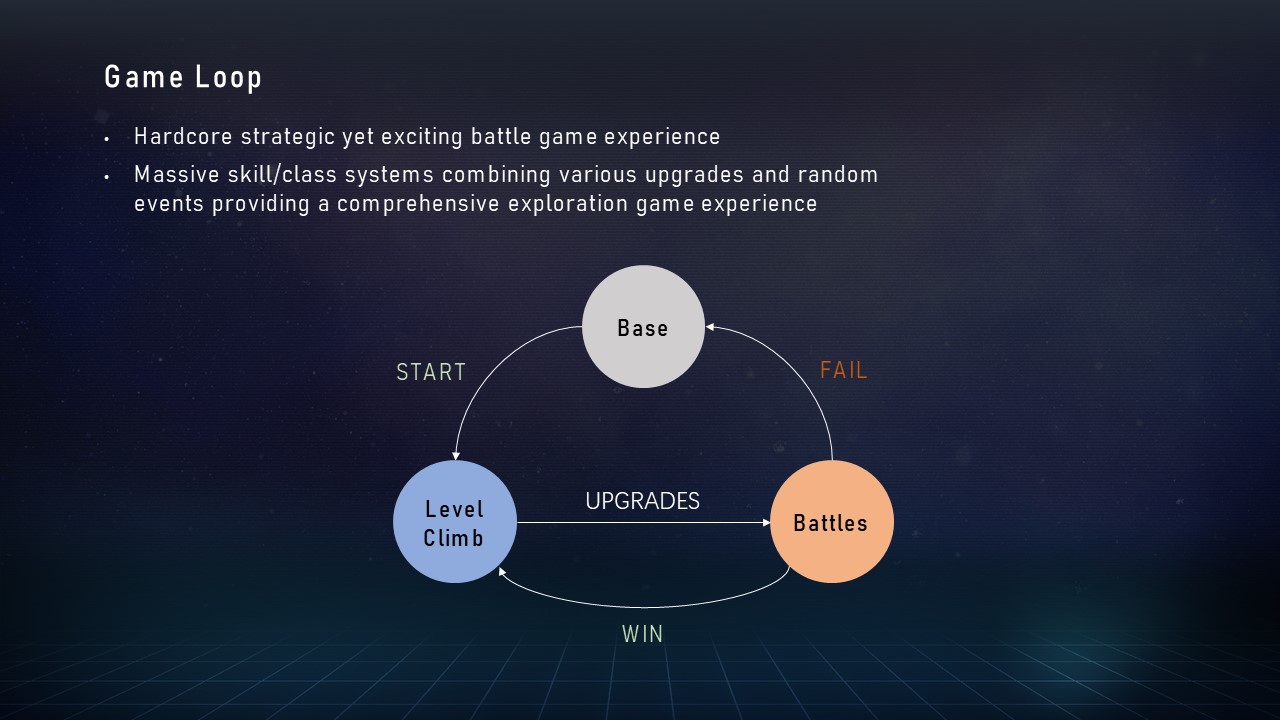 Game Loop
• Hardcore strategic yet exciting battle game experience
• Massive skill/class systems combining various upgrades and random
events providing a comprehensive exploration game experience
Base
START
FAIL
Level
Climb
UPGRADES
Battles
WIN